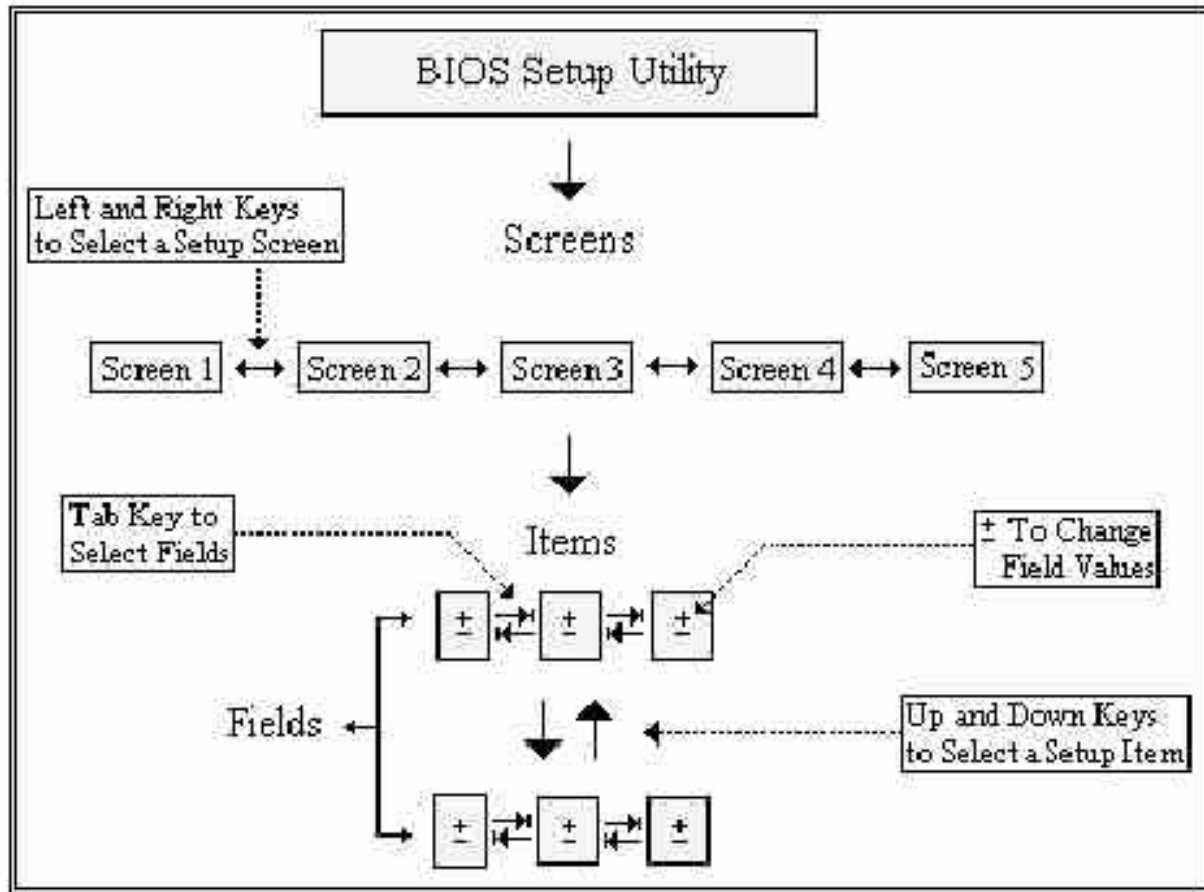 BIOS Setup Utility
Left and Right Keys
to Select a Setup Screen
Screens
Screen 1
Screen 2
Screen 3
Screen 4
Screen 5
Tab Key to
Select Fields
Items
± To Change
Field Values
± ± ±
Fields
Up and Down Keys
to Select a Setup Item
± ± ±